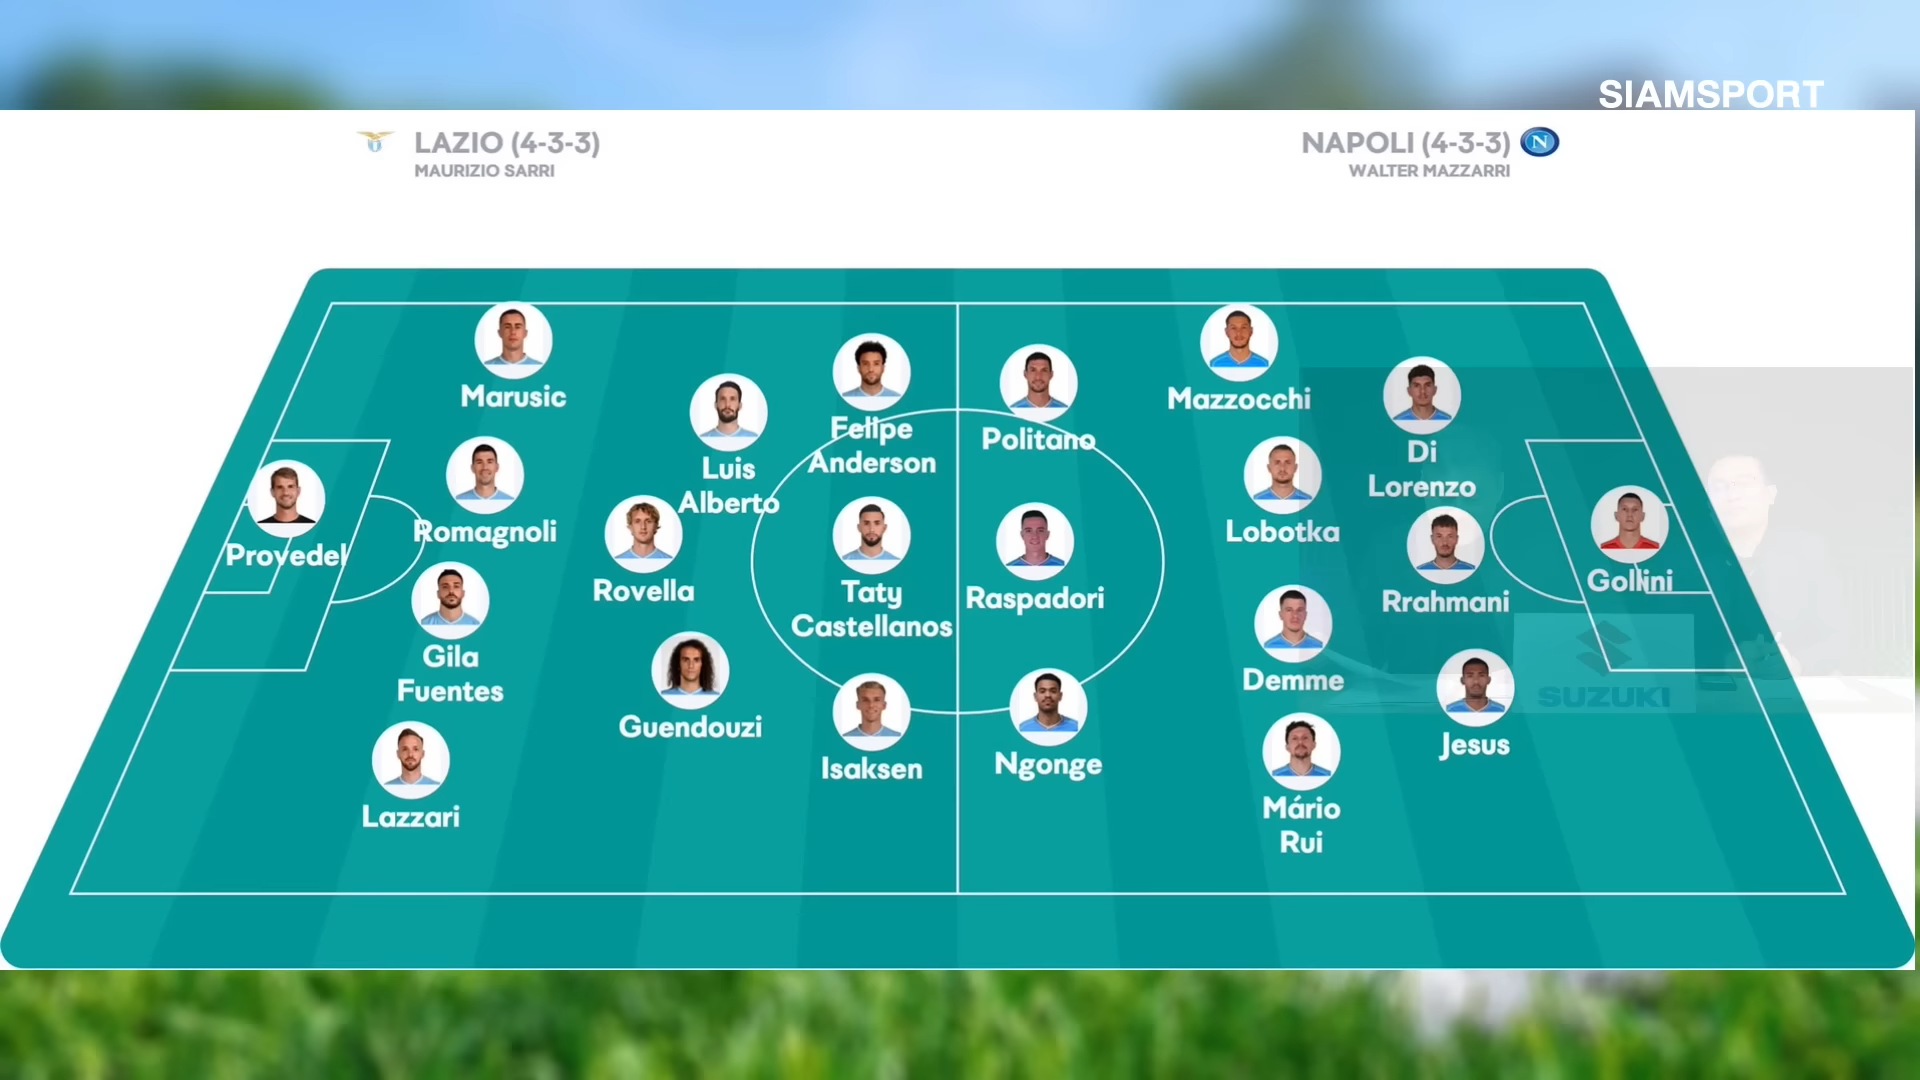 SIAMSPORT
LAZIO (4-3-3)
MAURIZIO SARRI
NAPOLI (4-3-3)
WALTER MAZZARRI
N
Marusic
Romagnoli
Provedel
Gila
Fuentes
Lazzari
Luis
Alberto
Rovella
Guendouzi
Felipe
Anderson
Taty
Castellanos
Isaksen
Politano
Raspadori
Ngonge
Mazzocchi
Lobotka
Demme
Mário
Rui
Di
Lorenzo
Rrahmani
Jesus
Gollini
SUZUKI